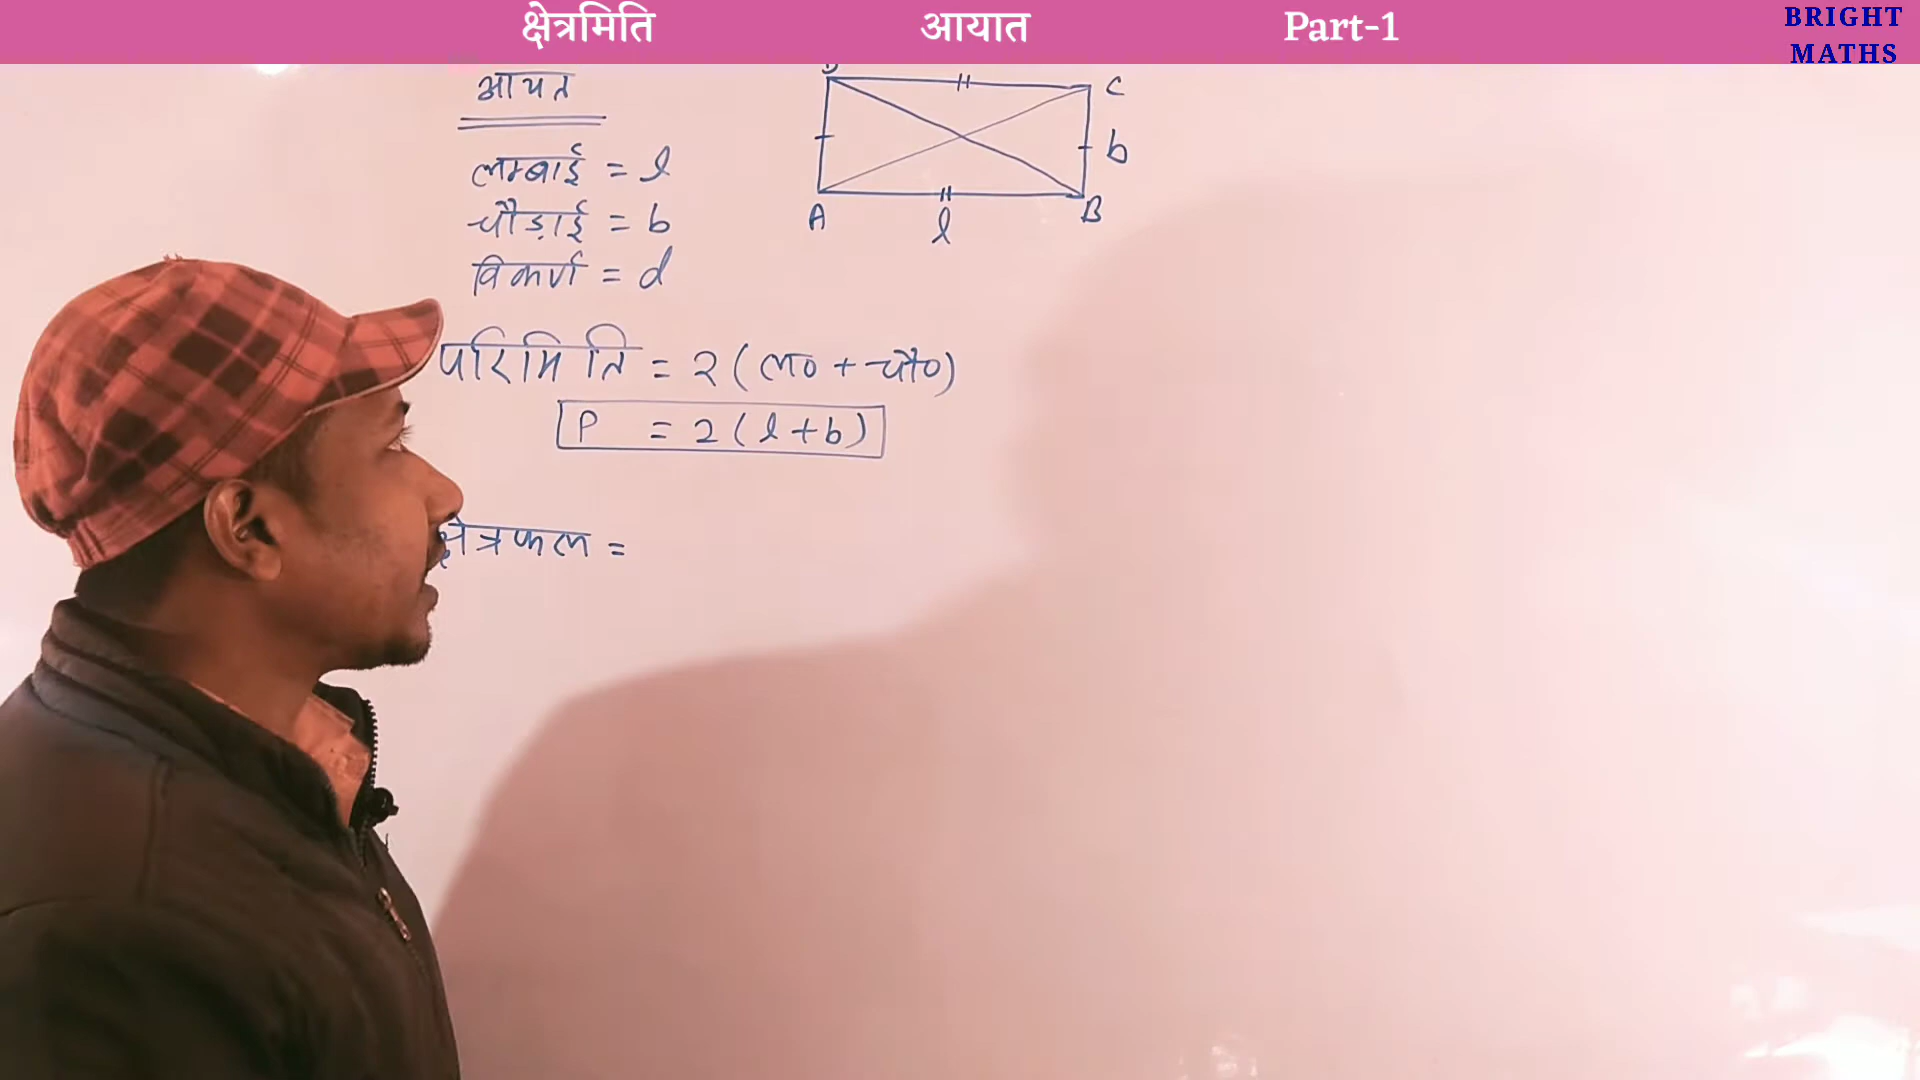 क्षेत्रमिति आयात Part-1
BRIGHT
MATHS
आयत
लम्बाई = l
चौड़ाई = b
विकर्ण = d
C
b
A
l
B
परिमिति = 2 (ल० + चौ०)
P = 2 (l + b)
क्षेत्रफल =